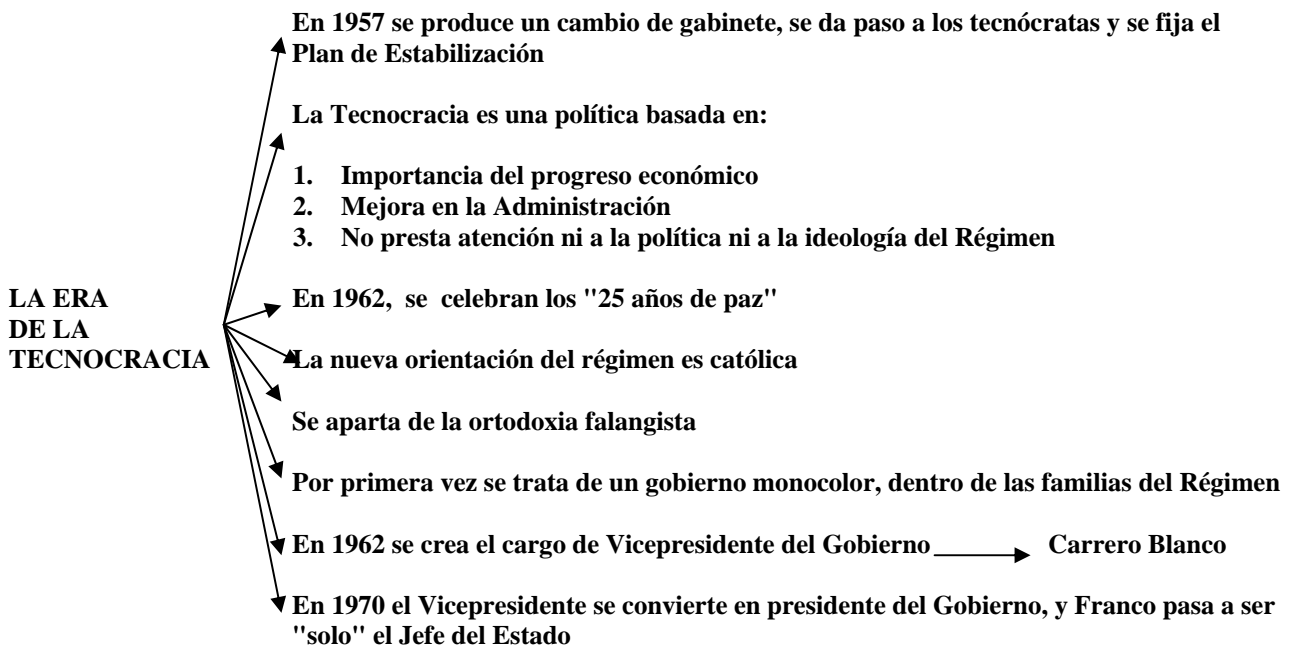 En 1957 se produce un cambio de gabinete, se da paso a los tecnócratas y se fija el
Plan de Estabilización
La Tecnocracia es una política basada en:
1. Importancia del progreso económico
2. Mejora en la Administración
3. No presta atención ni a la política ni a la ideología del Régimen
LA ERA
DE LA
TECNOCRACIA
En 1962, se celebran los "25 años de paz"
La nueva orientación del régimen es católica
Se aparta de la ortodoxia falangista
Por primera vez se trata de un gobierno monocolor, dentro de las familias del Régimen
En 1962 se crea el cargo de Vicepresidente del Gobierno Carrero Blanco
En 1970 el Vicepresidente se convierte en presidente del Gobierno, y Franco pasa a ser
"solo" el Jefe del Estado